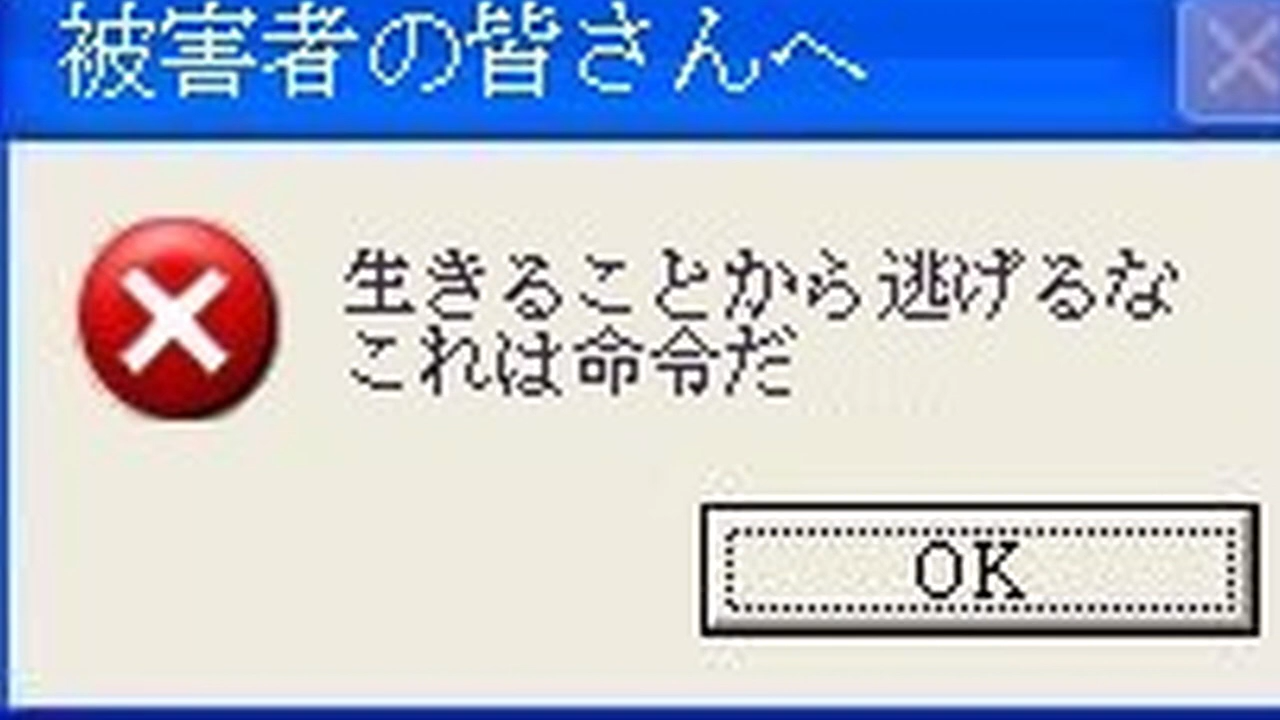 被害者の皆さんへ
生きることから逃げるな
これは命令だ
OK